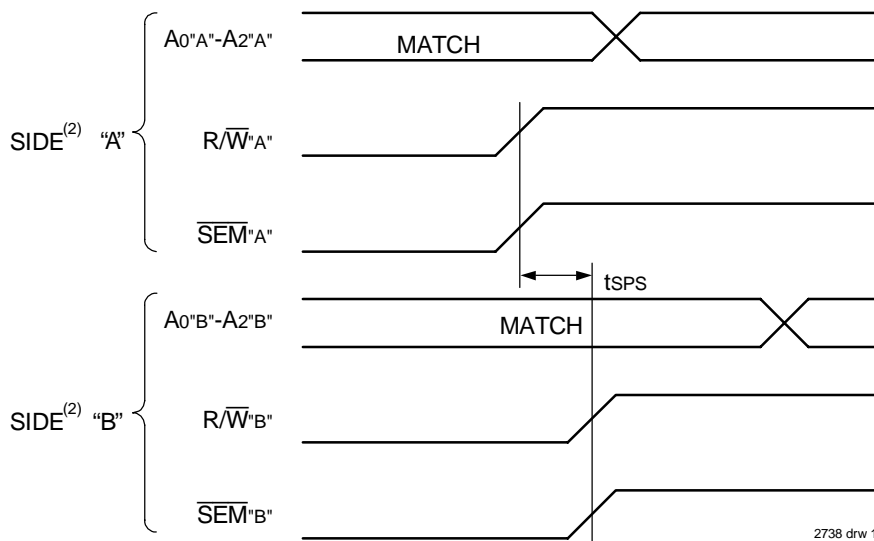 A0"A"-A2"A"
MATCH
SIDE(2) “A”
R/W"A"
SEM"A"
tSPS
A0"B"-A2"B"
MATCH
SIDE(2) “B”
R/W"B"
SEM"B"
2738 drw 1